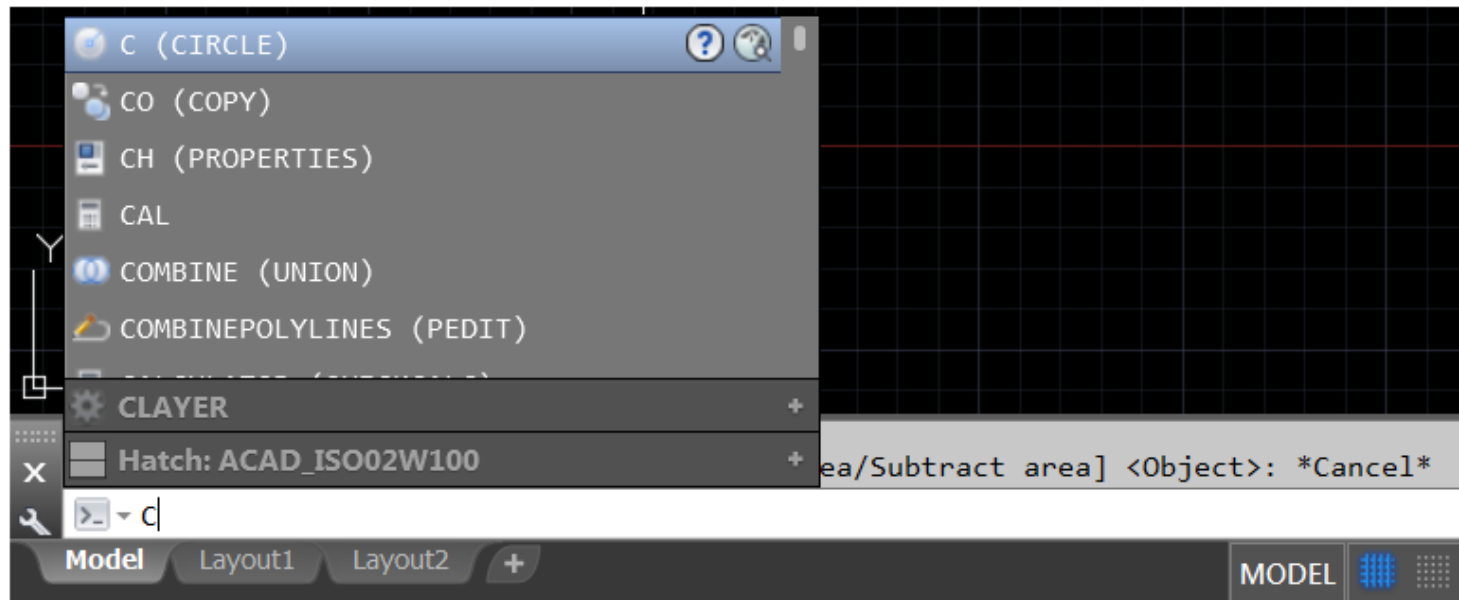 C (CIRCLE)
CO (COPY)
CH (PROPERTIES)
CAL
COMBINE (UNION)
COMBINEPOLYLINES (PEDIT)
Y
CLAYER +
Hatch: ACAD_ISO02W100 +
ea/Subtract area] <Object>: *Cancel*
C
Model Layout1 Layout2 +
MODEL